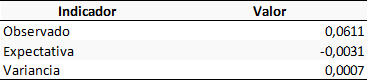 Indicador Valor
Observado 0,0611
Expectativa -0,0031
Variancia 0,0007